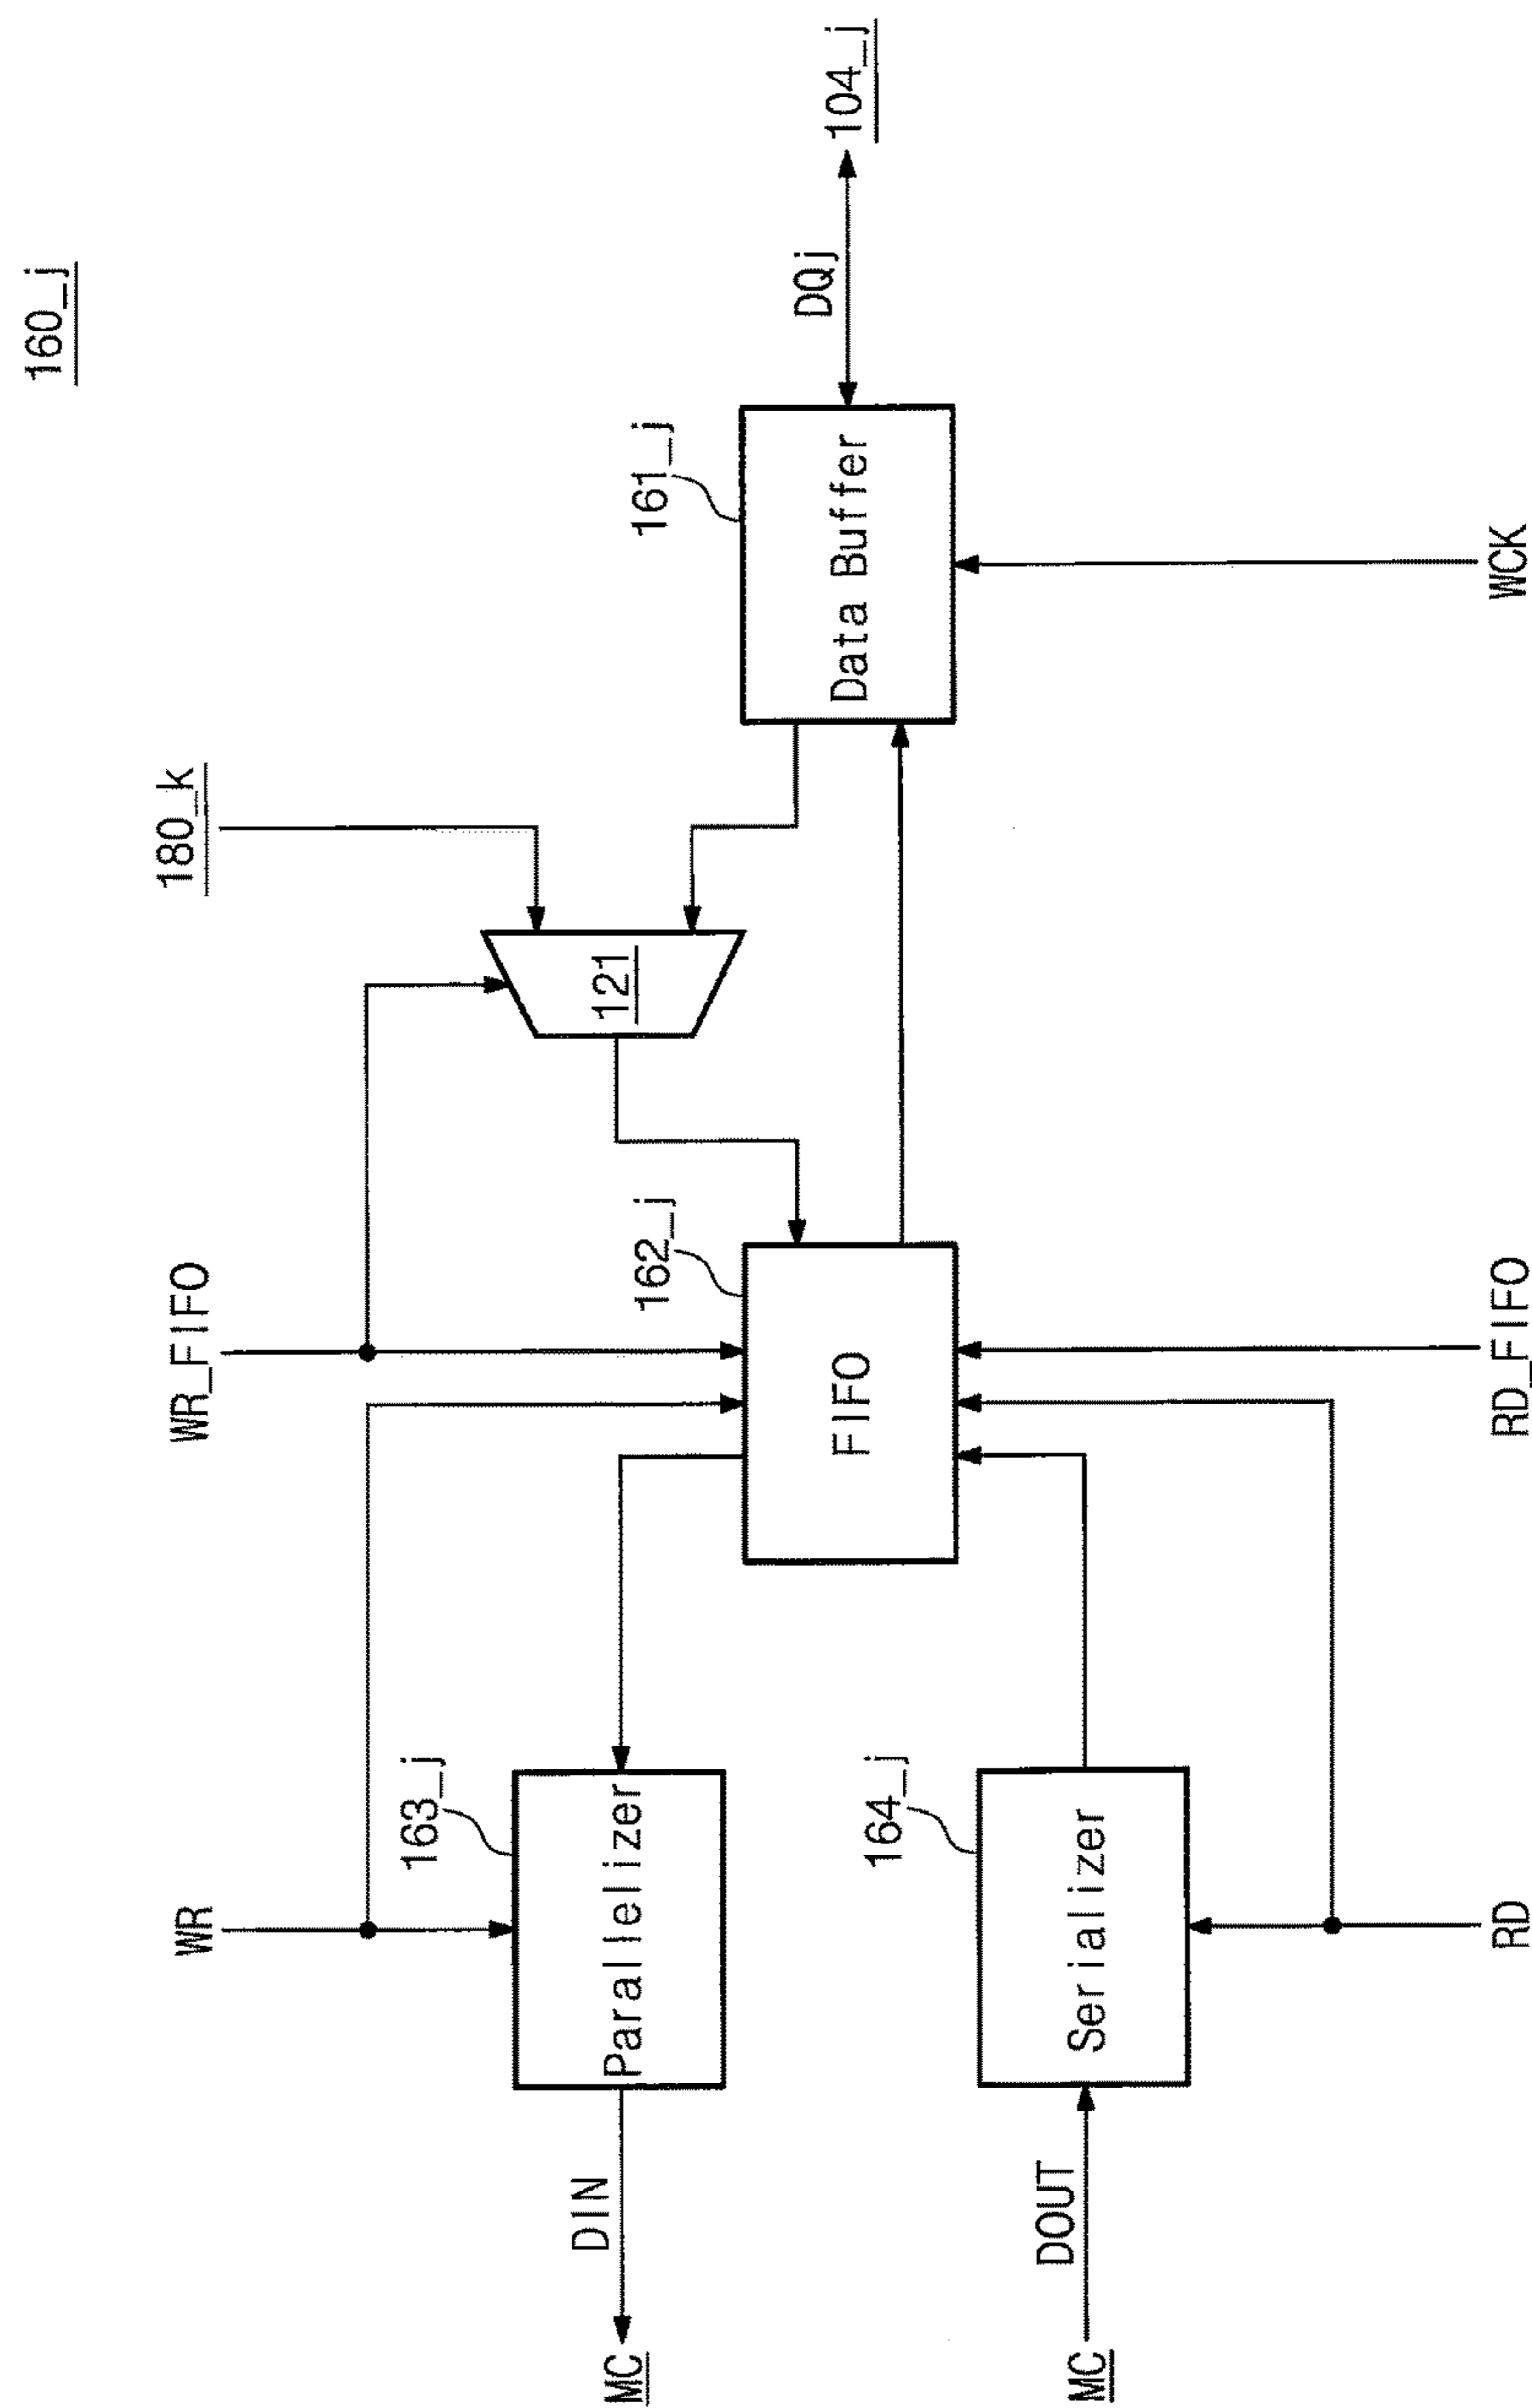 160_j
WR
WR_FIFO
180_k
163_j
162_j
161_j
121
DIN
MC
Parallelizer
FIFO
Data Buffer
DQj
104_j
164_j
DOUT
MC
Serializer
RD
RD_FIFO
WCK